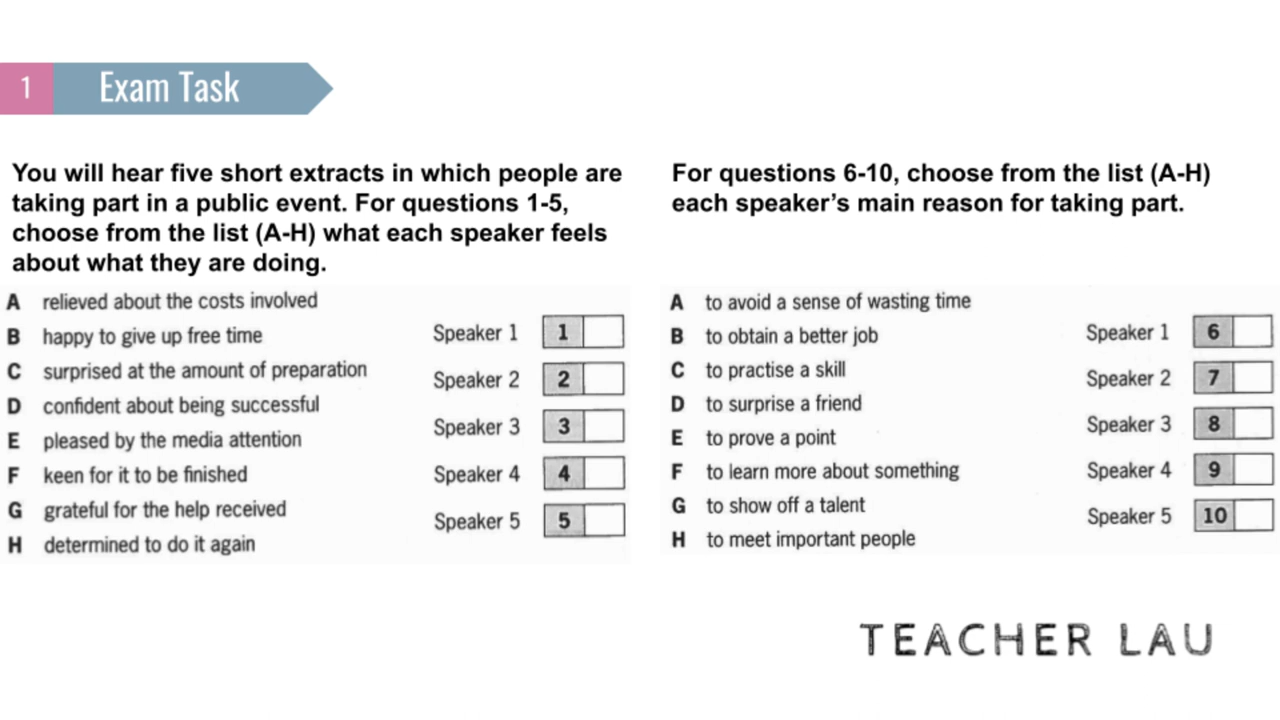 1 Exam Task
You will hear five short extracts in which people are
taking part in a public event. For questions 1-5,
choose from the list (A-H) what each speaker feels
about what they are doing.
A relieved about the costs involved
B happy to give up free time
C surprised at the amount of preparation
D confident about being successful
E pleased by the media attention
F keen for it to be finished
G grateful for the help received
H determined to do it again
Speaker 1 1
Speaker 2 2
Speaker 3 3
Speaker 4 4
Speaker 5 5
For questions 6-10, choose from the list (A-H)
each speaker’s main reason for taking part.
A to avoid a sense of wasting time
B to obtain a better job
C to practise a skill
D to surprise a friend
E to prove a point
F to learn more about something
G to show off a talent
H to meet important people
Speaker 1 6
Speaker 2 7
Speaker 3 8
Speaker 4 9
Speaker 5 10
TEACHER LAU